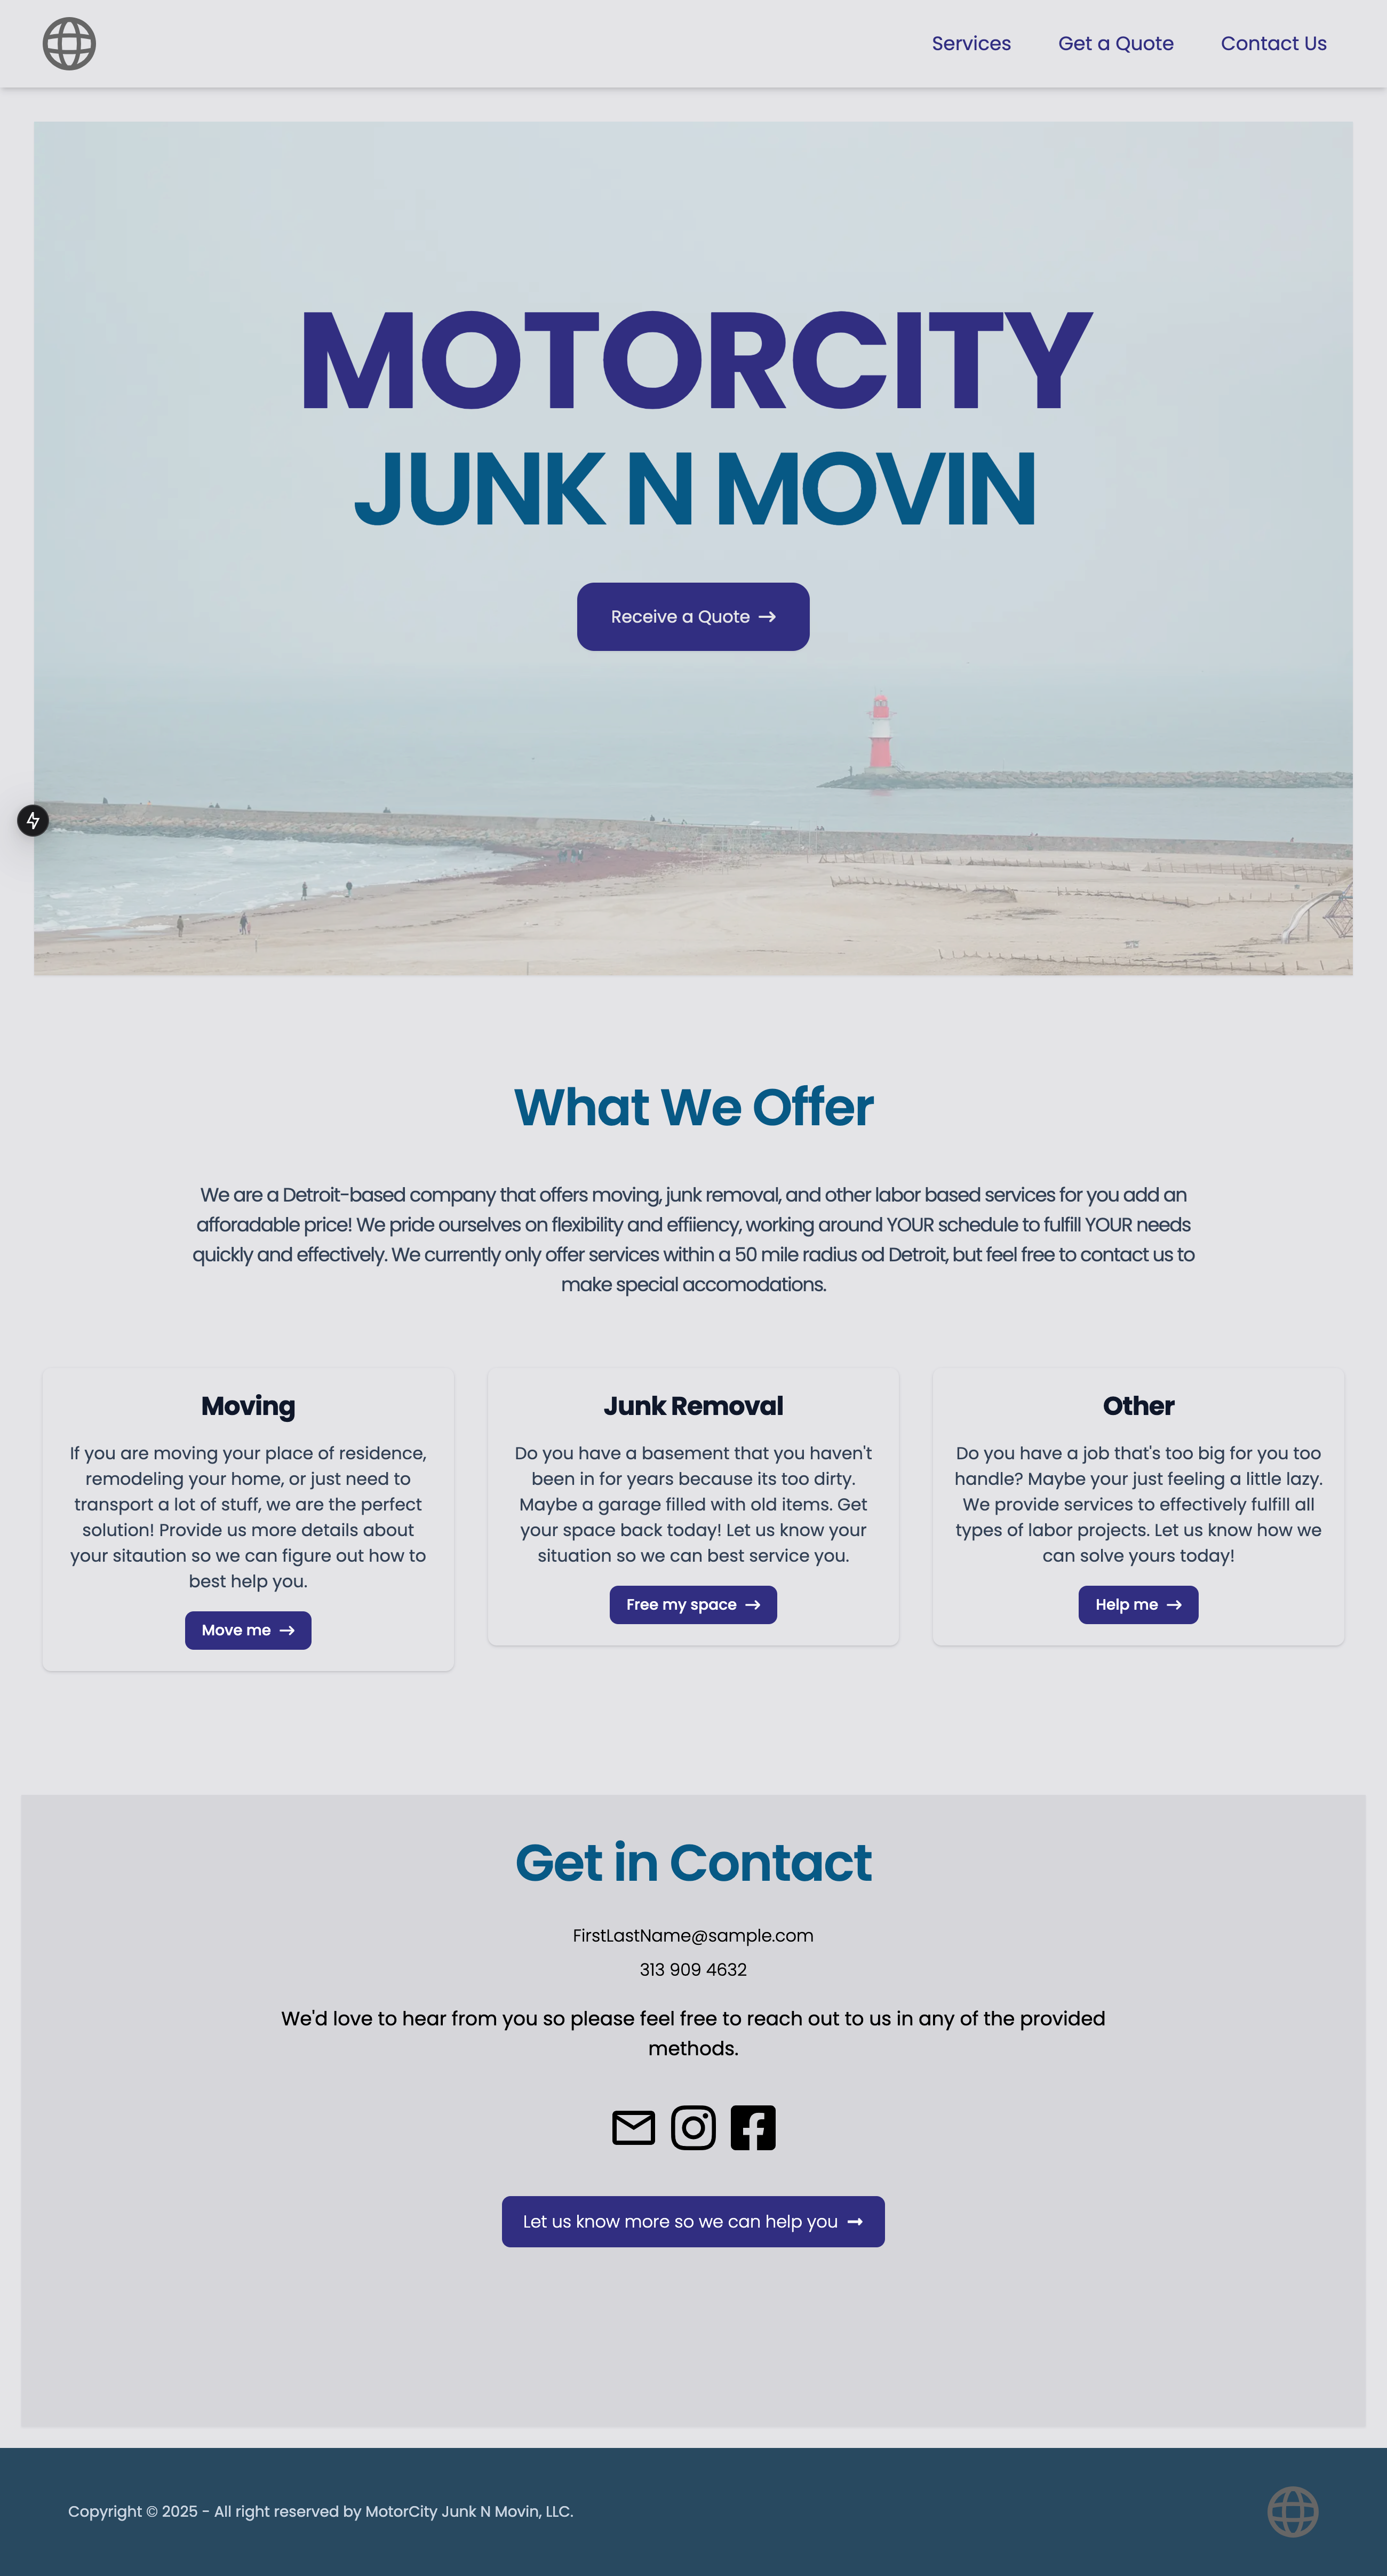 Services Get a Quote Contact Us
MOTORCITY
JUNK N MOVIN
Receive a Quote →
What We Offer
We are a Detroit-based company that offers moving, junk removal, and other labor based services for you add an
afforadable price! We pride ourselves on flexibility and effiiency, working around YOUR schedule to fulfill YOUR needs
quickly and effectively. We currently only offer services within a 50 mile radius od Detroit, but feel free to contact us to
make special accomodations.
Moving
If you are moving your place of residence,
remodeling your home, or just need to
transport a lot of stuff, we are the perfect
solution! Provide us more details about
your sitaution so we can figure out how to
best help you.
Move me →
Junk Removal
Do you have a basement that you haven't
been in for years because its too dirty.
Maybe a garage filled with old items. Get
your space back today! Let us know your
situation so we can best service you.
Free my space →
Other
Do you have a job that's too big for you too
handle? Maybe your just feeling a little lazy.
We provide services to effectively fulfill all
types of labor projects. Let us know how we
can solve yours today!
Help me →
Get in Contact
FirstLastName@sample.com
313 909 4632
We'd love to hear from you so please feel free to reach out to us in any of the provided
methods.
Let us know more so we can help you →
Copyright © 2025 - All right reserved by MotorCity Junk N Movin, LLC.